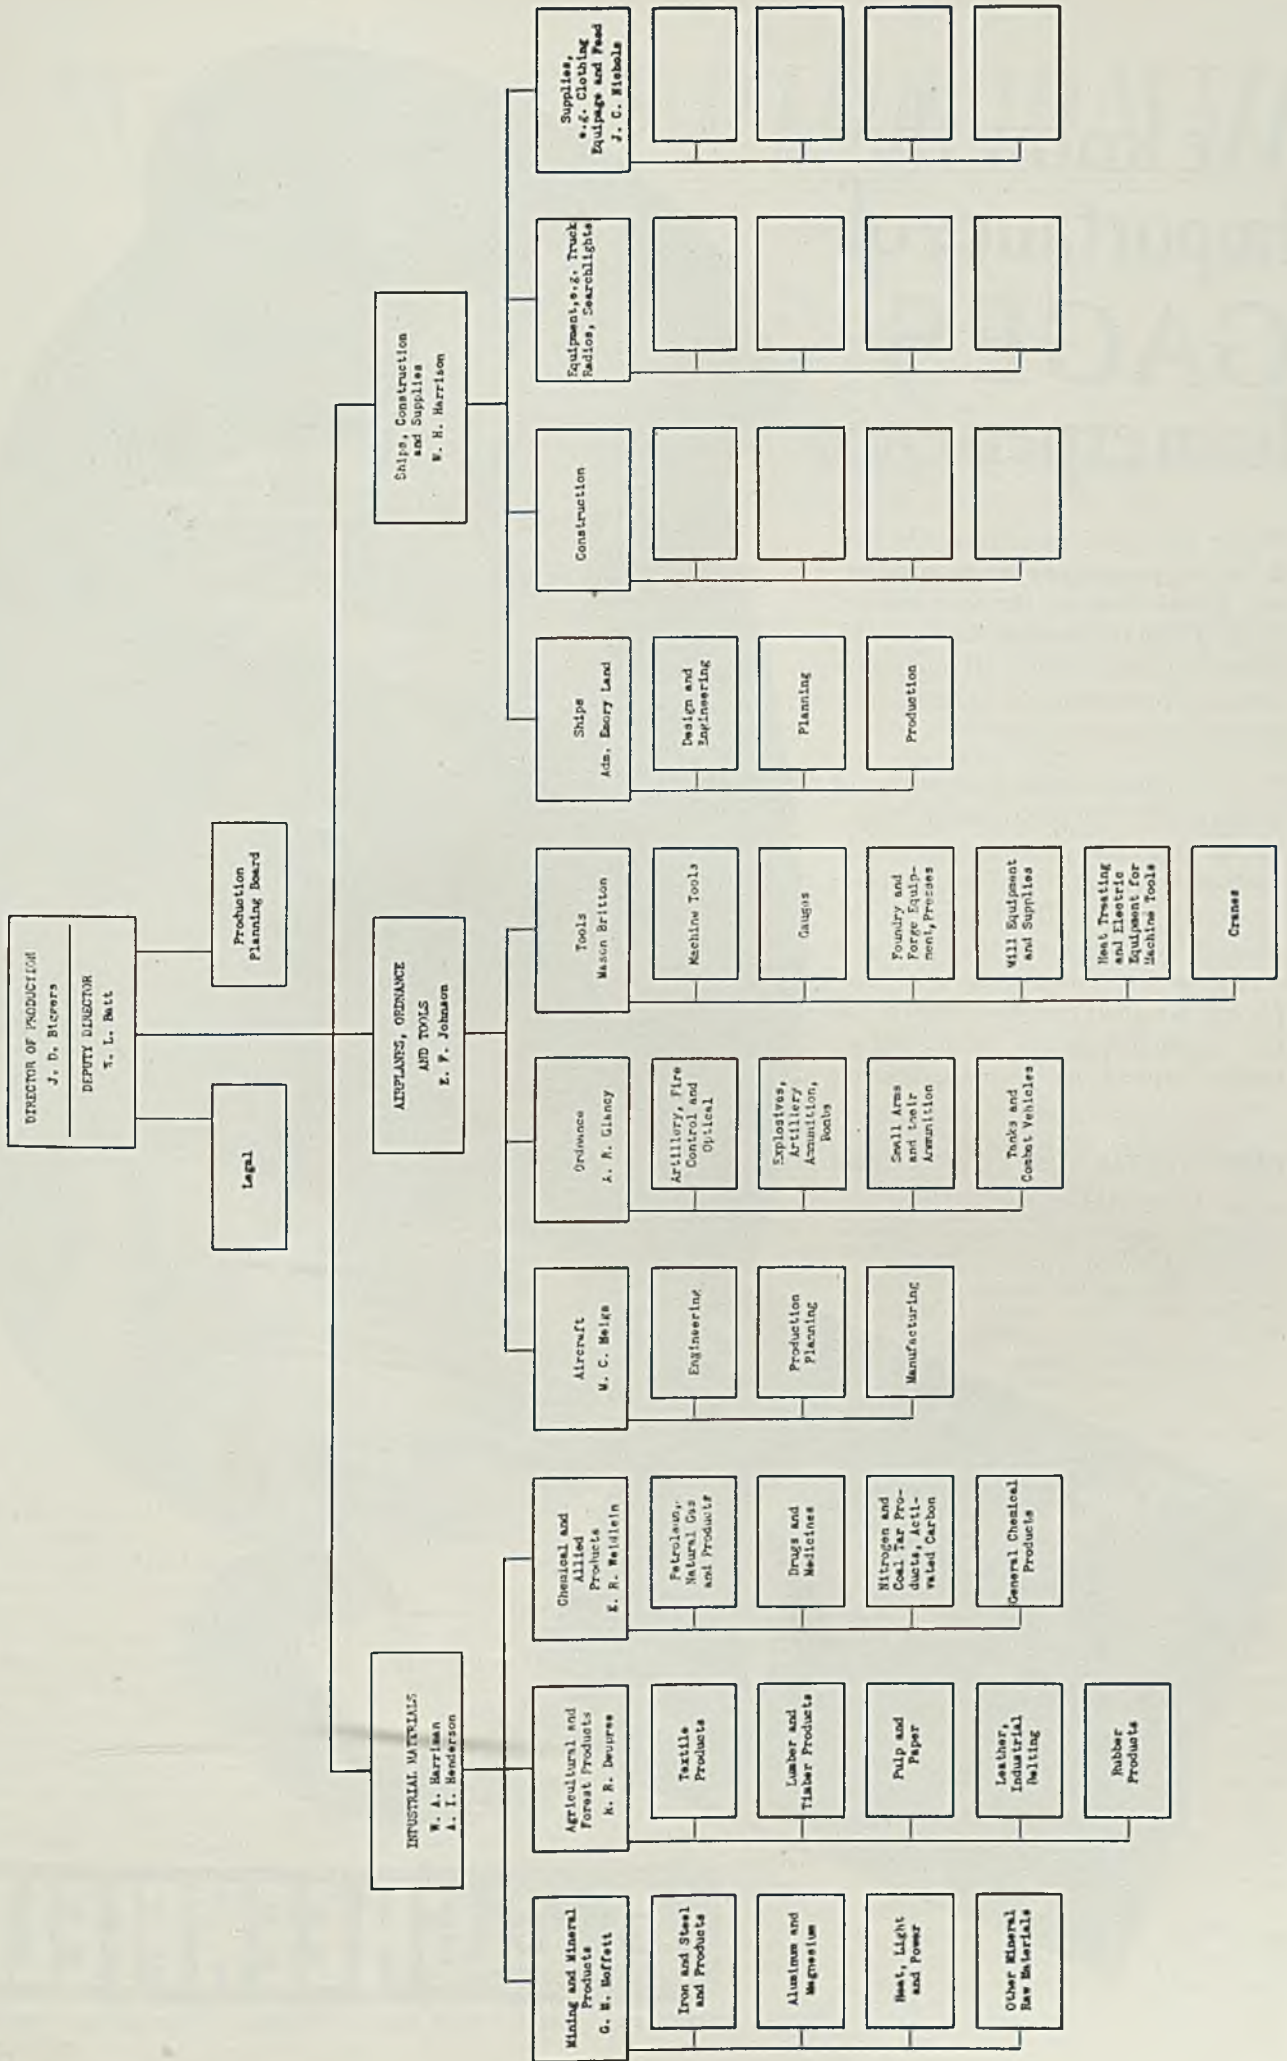 DIRECTOR OF PRODUCTION
J. D. Biggers
DEPUTY DIRECTOR
W. L. Batt
Legal
Production
Planning Board
INDUSTRIAL MATERIALS
W. A. Harriman
A. I. Henderson
AIRPLANES, ORDNANCE
AND TOOLS
E. F. Johnson
Ships, Construction
and Supplies
W. H. Harrison
Mining and Mineral
Products
G. M. Moffett
Iron and Steel
and Products
Aluminum and
Magnesium
Heat, Light
and Power
Other Mineral
Raw Materials
Agricultural and
Forest Products
R. R. Deupree
Textile
Products
Lumber and
Timber Products
Pulp and
Paper
Leather,
Industrial
Belting
Rubber
Products
Chemical and
Allied
Products
E. R. Weidlein
Petroleum,
Natural Gas
and Products
Drugs and
Medicines
Nitrogen and
Coal Tar Pro-
ducts, Acti-
vated Carbon
General Chemical
Products
Aircraft
M. C. Meigs
Engineering
Production
Planning
Manufacturing
Ordnance
A. R. Glancy
Artillery, Fire
Control and
Optical
Explosives,
Artillery
Ammunition,
Bombs
Small Arms
and their
Ammunition
Tanks and
Combat Vehicles
Tools
Mason Britton
Machine Tools
Gauges
Foundry and
Forge Equip-
ment, Presses
Mill Equipment
and Supplies
Heat Treating
and Electric
Equipment for
Machine Tools
Cranes
Ships
Adm. Emory Land
Design and
Engineering
Planning
Production
Construction
Equipment, e.g. Truck
Radios, Searchlights
Supplies,
e.g. Clothing
Equipage and Feed
J. C. Nichols